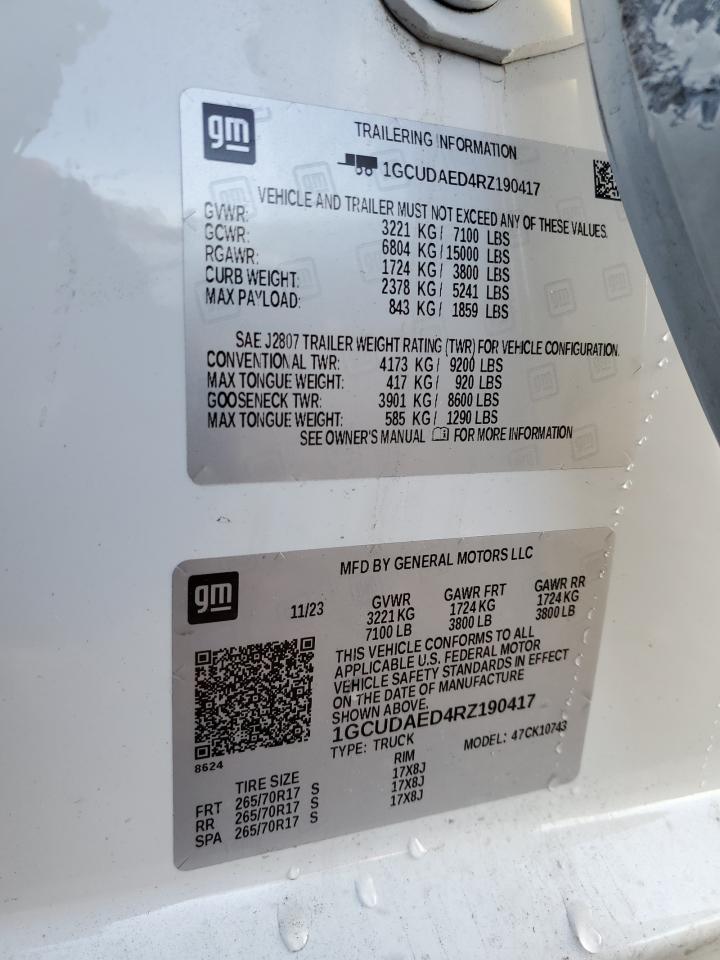 gm
TRAILERING INFORMATION
1GCUDAED4RZ190417
VEHICLE AND TRAILER MUST NOT EXCEED ANY OF THESE VALUES.
GVWR: 3221 KG/ 7100 LBS
GCWR: 6804 KG/ 15000 LBS
RGAWR: 1724 KG/ 3800 LBS
CURB WEIGHT: 2378 KG/ 5241 LBS
MAX PAYLOAD: 843 KG/ 1859 LBS
SAE J2807 TRAILER WEIGHT RATING (TWR) FOR VEHICLE CONFIGURATION.
CONVENTIONAL TWR: 4173 KG/ 9200 LBS
MAX TONGUE WEIGHT: 417 KG/ 920 LBS
GOOSENECK TWR: 3901 KG/ 8600 LBS
MAX TONGUE WEIGHT: 585 KG/ 1290 LBS
SEE OWNER'S MANUAL FOR MORE INFORMATION
gm
MFD BY GENERAL MOTORS LLC
11/23 GVWR GAWR FRT GAWR RR
3221 KG 1724 KG 1724 KG
7100 LB 3800 LB 3800 LB
THIS VEHICLE CONFORMS TO ALL
APPLICABLE U.S. FEDERAL MOTOR
VEHICLE SAFETY STANDARDS IN EFFECT
ON THE DATE OF MANUFACTURE
SHOWN ABOVE.
1GCUDAED4RZ190417
TYPE: TRUCK MODEL: 47CK10743
8624
TIRE SIZE RIM
FRT 265/70R17 S 17X8J
RR 265/70R17 S 17X8J
SPA 265/70R17 S 17X8J